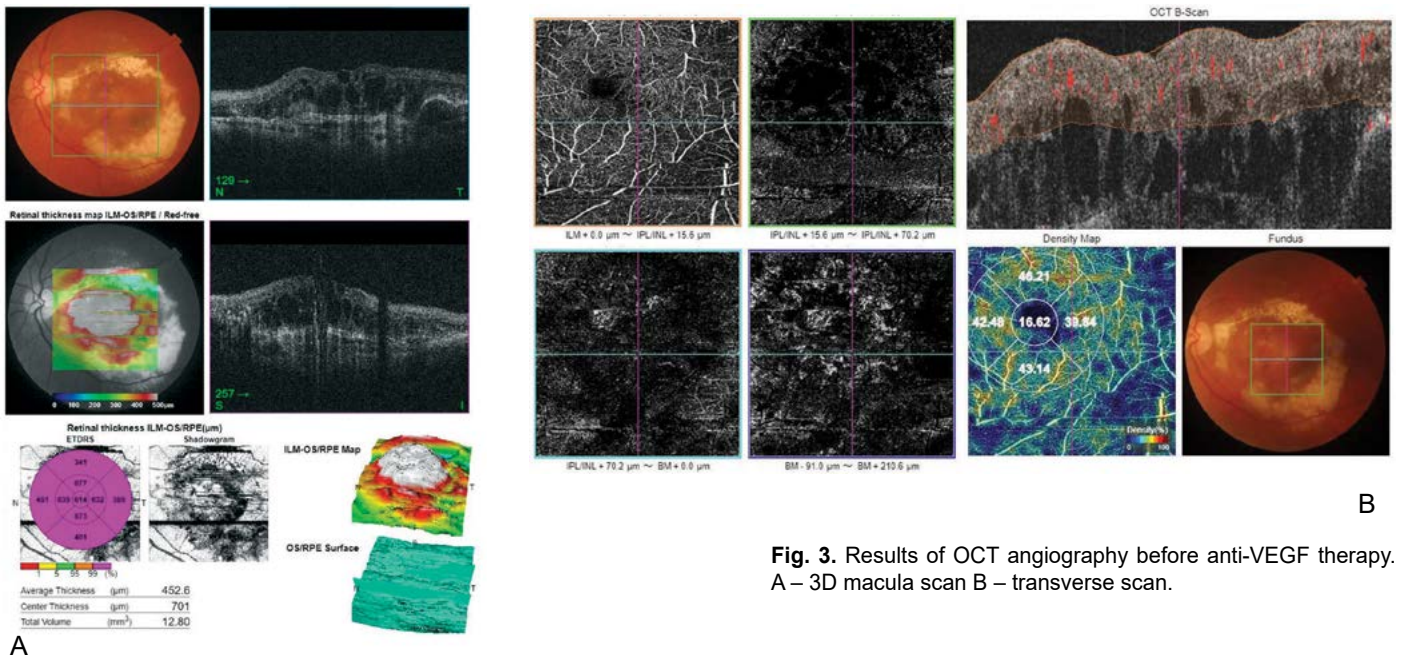 129 →
N T
Retinal thickness map ILM-OS/RPE / Red-free
0 100 200 300 400 500μm
257 →
S I
Retinal thickness ILM-OS/RPE(μm)
ETDRS Shadowgram
341
677
N 635 614 632 T
673
1 5 95 99 (%)
Average Thickness (μm) 452.6
Center Thickness (μm) 701
Total Volume (mm³) 12.80
ILM-OS/RPE Map
T
OS/RPE Surface
T
A
ILM + 0.0 μm ～ IPL/INL + 15.6 μm
IPL/INL + 15.6 μm ～ IPL/INL + 70.2 μm
IPL/INL + 70.2 μm ～ BM + 0.0 μm
BM - 91.0 μm ～ BM + 210.6 μm
OCT B-Scan
Density Map
46.21
42.48 16.62 39.84
43.14
Density(%)
0 100
Fundus
B
Fig. 3. Results of OCT angiography before anti-VEGF therapy.
A – 3D macula scan B – transverse scan.